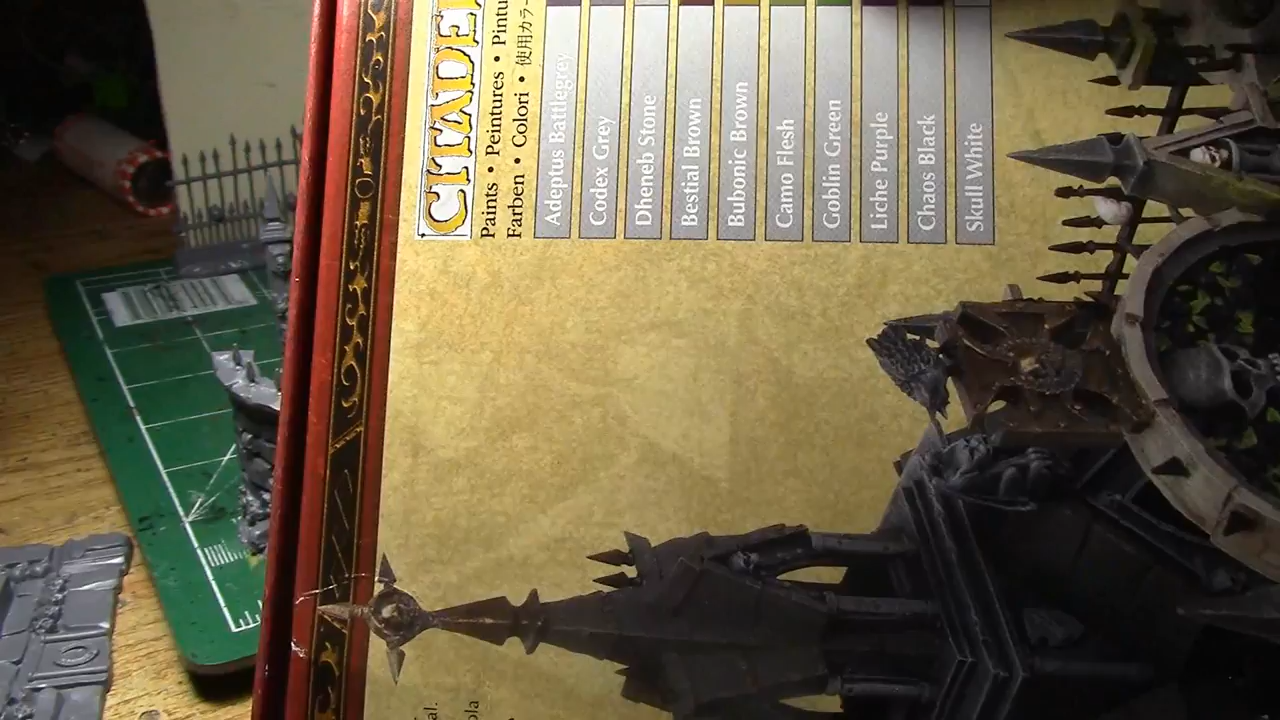 CITADEL
Paints • Peintures •
Farben • Colori • 使用カラー
Adeptus Battlegrey
Codex Grey
Dheneb Stone
Bestial Brown
Bubonic Brown
Camo Flesh
Goblin Green
Liche Purple
Chaos Black
Skull White